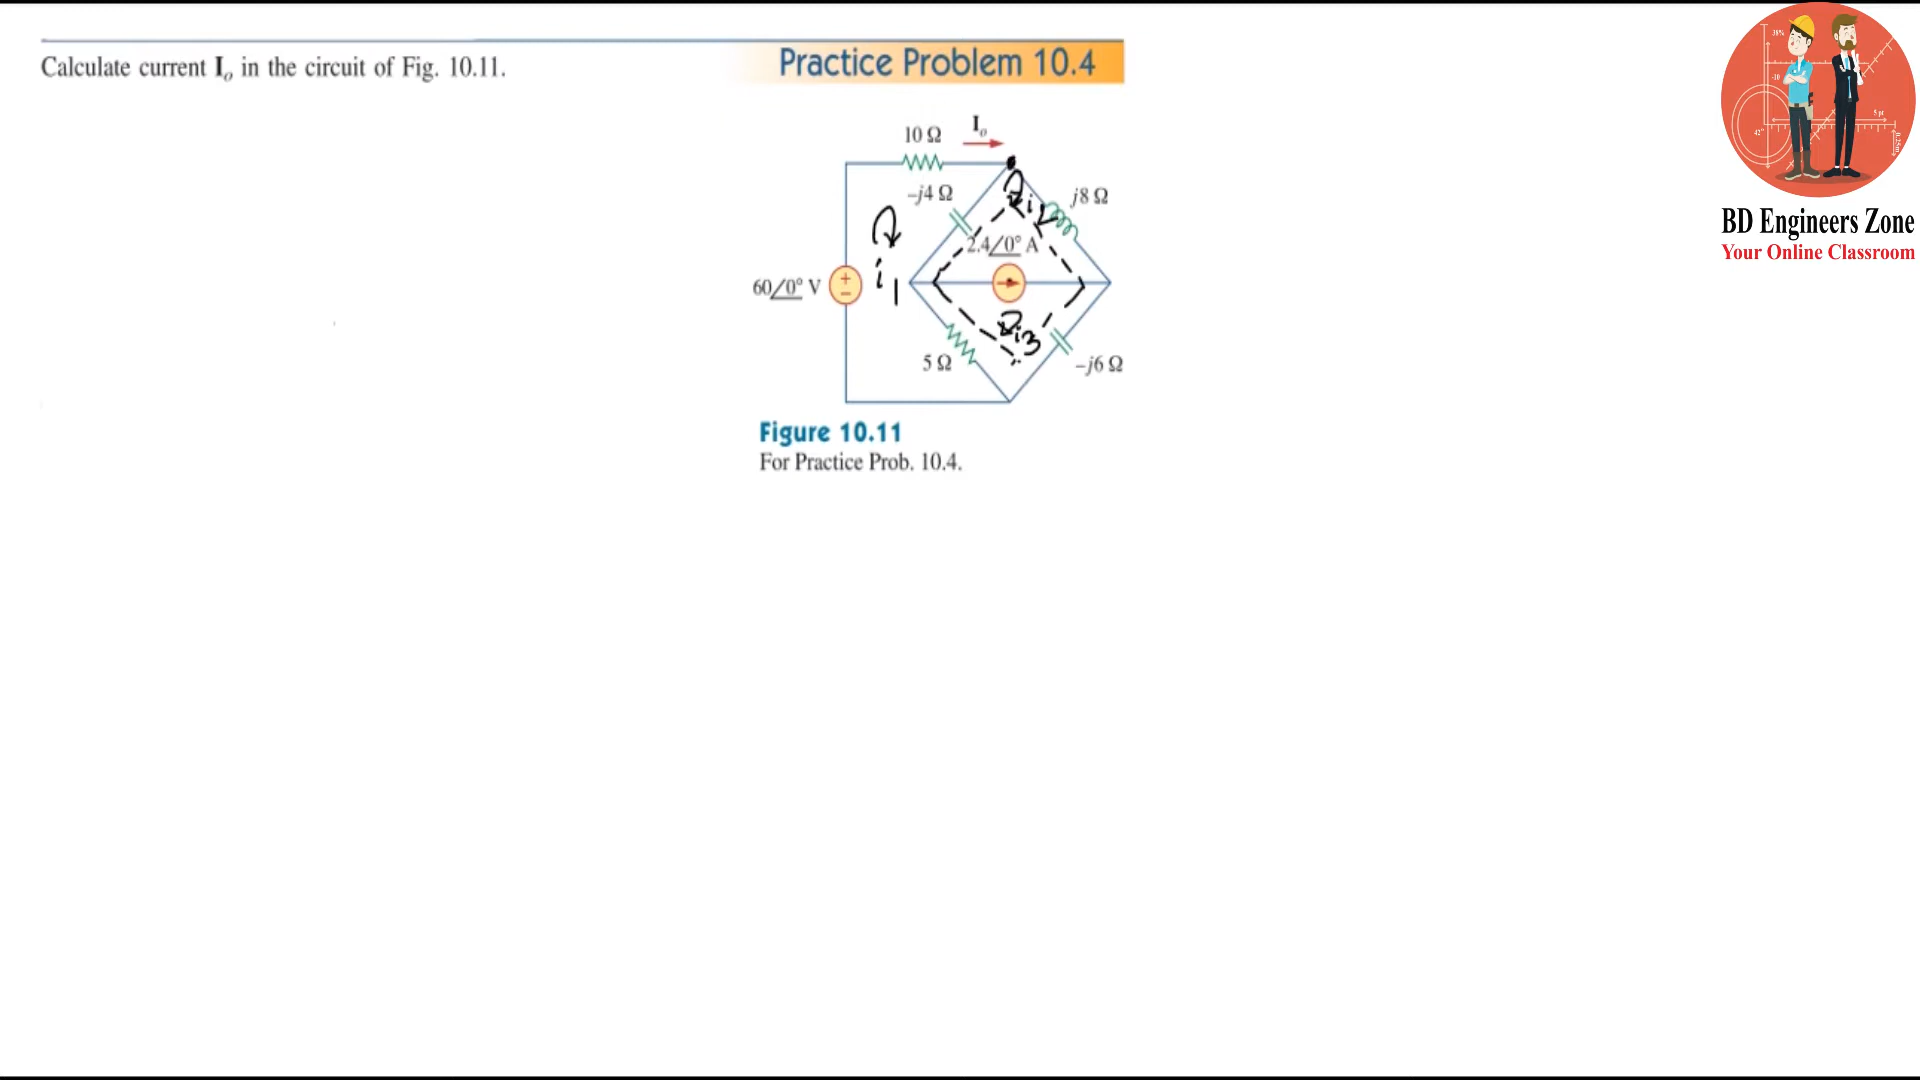 Calculate current Iₒ in the circuit of Fig. 10.11.
Practice Problem 10.4
10 Ω
Iₒ
–j4 Ω
j8 Ω
i2
2.4/0° A
60/0° V
+
–
i1
i3
5 Ω
–j6 Ω
Figure 10.11
For Practice Prob. 10.4.
BD Engineers Zone
Your Online Classroom